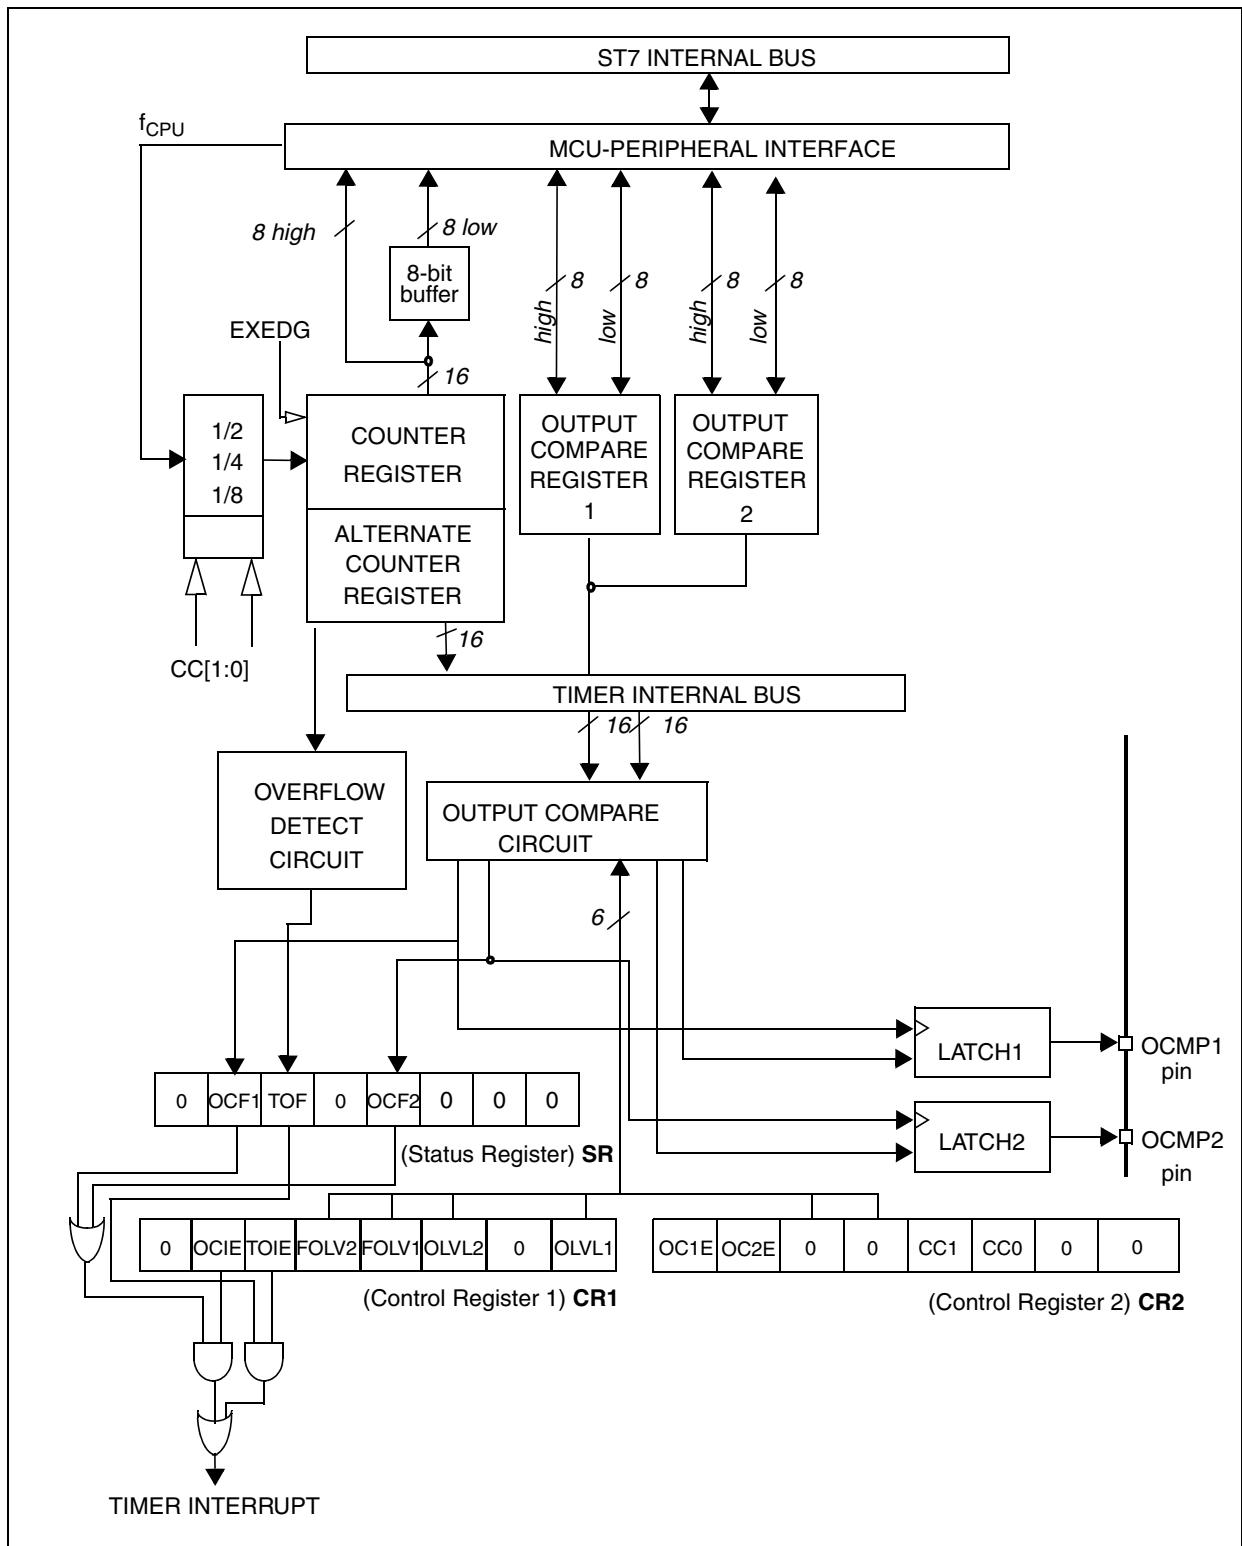 ST7 INTERNAL BUS
fCPU
MCU-PERIPHERAL INTERFACE
8 high
8 low
8-bit
buffer
high
8
low
8
high
8
low
8
EXEDG
16
1/2
1/4
1/8
COUNTER
REGISTER
OUTPUT
COMPARE
REGISTER
1
OUTPUT
COMPARE
REGISTER
2
ALTERNATE
COUNTER
REGISTER
16
CC[1:0]
TIMER INTERNAL BUS
16
16
OVERFLOW
DETECT
CIRCUIT
OUTPUT COMPARE
CIRCUIT
6
LATCH1
OCMP1
pin
LATCH2
OCMP2
pin
0 OCF1 TOF 0 OCF2 0 0 0
(Status Register) SR
0 OCIE TOIE FOLV2 FOLV1 OLVL2 0 OLVL1
OC1E OC2E 0 0 CC1 CC0 0 0
(Control Register 1) CR1
(Control Register 2) CR2
TIMER INTERRUPT